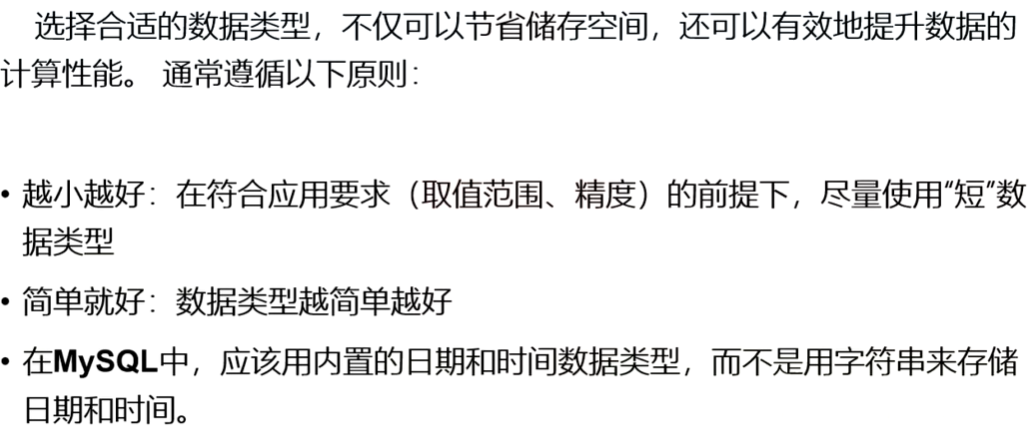 选择合适的数据类型，不仅可以节省储存空间，还可以有效地提升数据的
计算性能。 通常遵循以下原则：
• 越小越好：在符合应用要求（取值范围、精度）的前提下，尽量使用“短”数
据类型
• 简单就好：数据类型越简单越好
• 在MySQL中，应该用内置的日期和时间数据类型，而不是用字符串来存储
日期和时间。